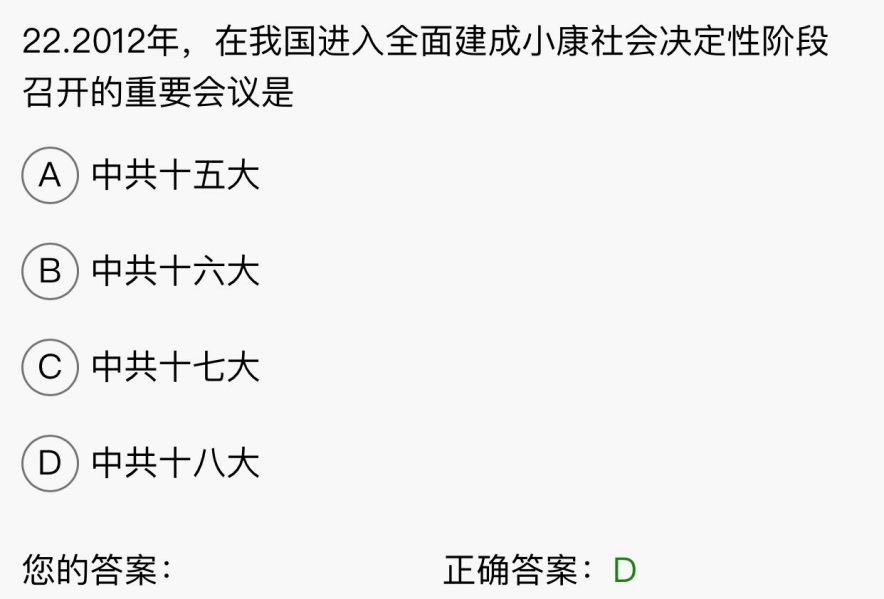 22.2012年，在我国进入全面建成小康社会决定性阶段
召开的重要会议是
A 中共十五大
B 中共十六大
C 中共十七大
D 中共十八大
您的答案： 正确答案：D